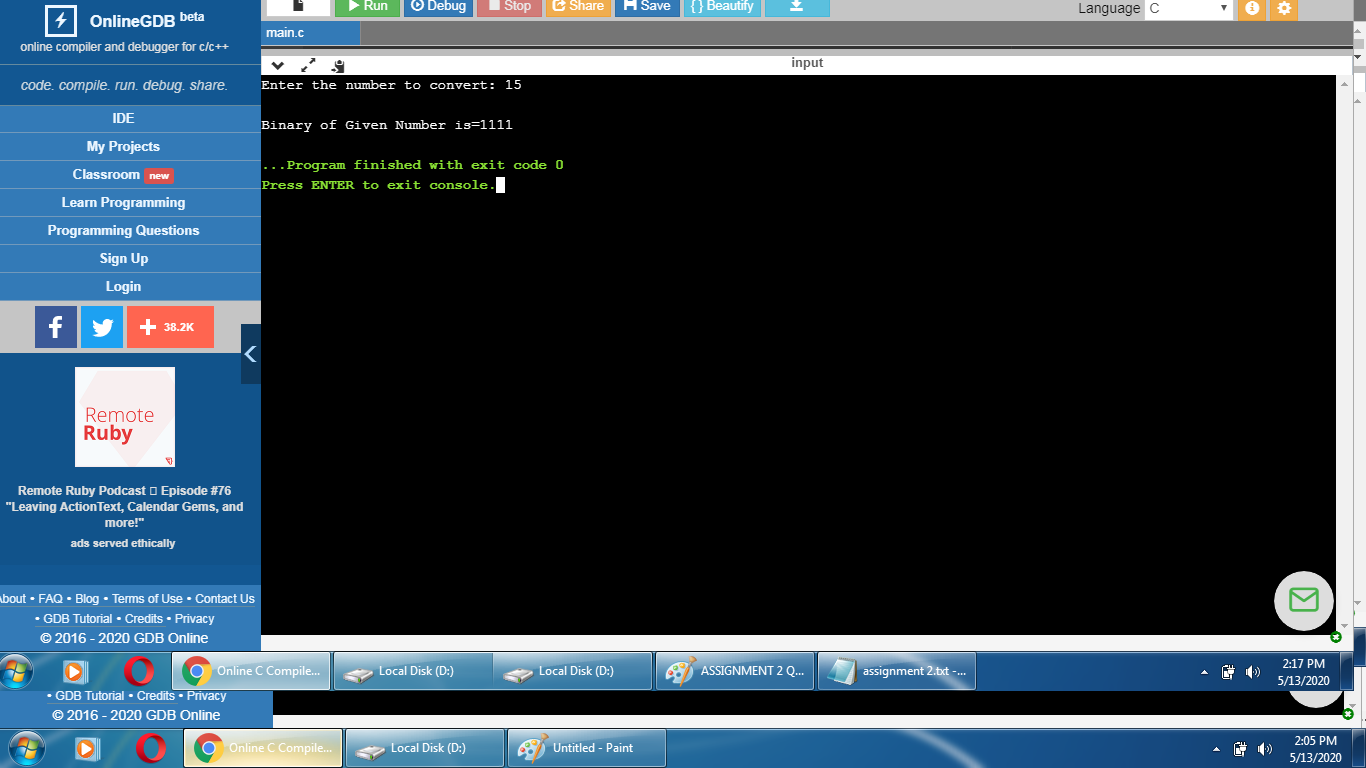 OnlineGDB beta
online compiler and debugger for c/c++
code. compile. run. debug. share.
IDE
My Projects
Classroom new
Learn Programming
Programming Questions
Sign Up
Login
38.2K
Remote
Ruby
Remote Ruby Podcast Episode #76
"Leaving ActionText, Calendar Gems, and
more!"
ads served ethically
About • FAQ • Blog • Terms of Use • Contact Us
• GDB Tutorial • Credits • Privacy
© 2016 - 2020 GDB Online
Run Debug Stop Share Save { } Beautify
Language C
main.c
input
Enter the number to convert: 15
Binary of Given Number is=1111
...Program finished with exit code 0
Press ENTER to exit console.
Online C Compile... Local Disk (D:) Local Disk (D:) ASSIGNMENT 2 Q... assignment 2.txt -...
2:17 PM
5/13/2020
• GDB Tutorial • Credits • Privacy
© 2016 - 2020 GDB Online
Online C Compile... Local Disk (D:) Untitled - Paint
2:05 PM
5/13/2020